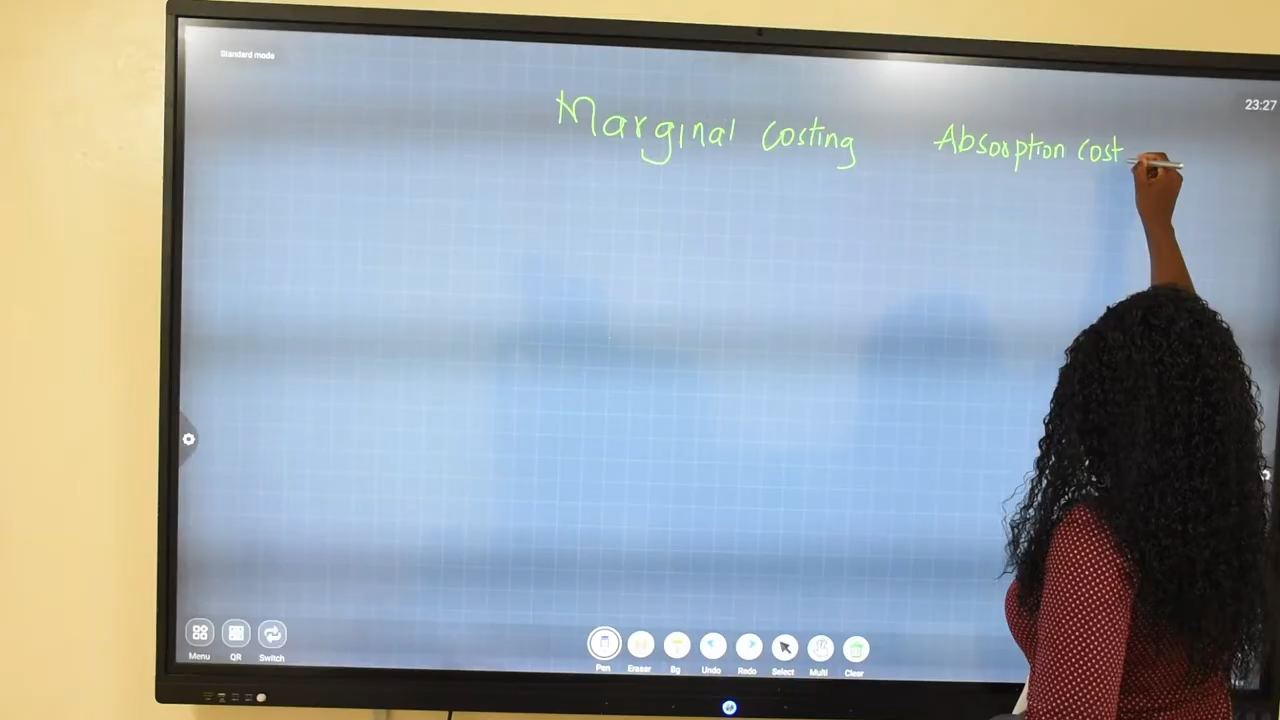 Standard mode
23:27
Marginal costing Absorption cost
Menu QR Switch
Pen Eraser Bg Undo Redo Select Multi Clear